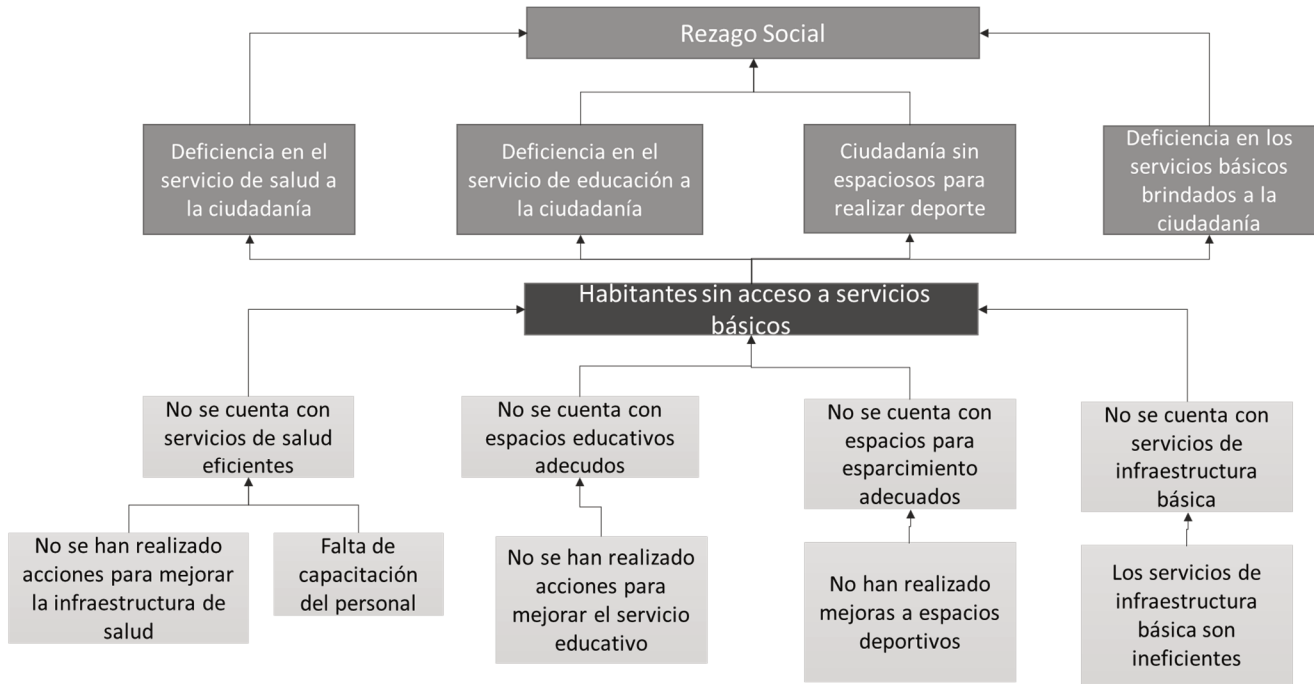 Rezago Social
Deficiencia en el
servicio de salud a
la ciudadanía
Deficiencia en el
servicio de educación a
la ciudadanía
Ciudadanía sin
espaciosos para
realizar deporte
Deficiencia en los
servicios básicos
brindados a la
ciudadanía
Habitantes sin acceso a servicios
básicos
No se cuenta con
servicios de salud
eficientes
No se cuenta con
espacios educativos
adecudos
No se cuenta con
espacios para
esparcimiento
adecuados
No se cuenta con
servicios de
infraestructura
básica
No se han realizado
acciones para mejorar
la infraestructura de
salud
Falta de
capacitación
del personal
No se han realizado
acciones para
mejorar el servicio
educativo
No han realizado
mejoras a espacios
deportivos
Los servicios de
infraestructura
básica son
ineficientes